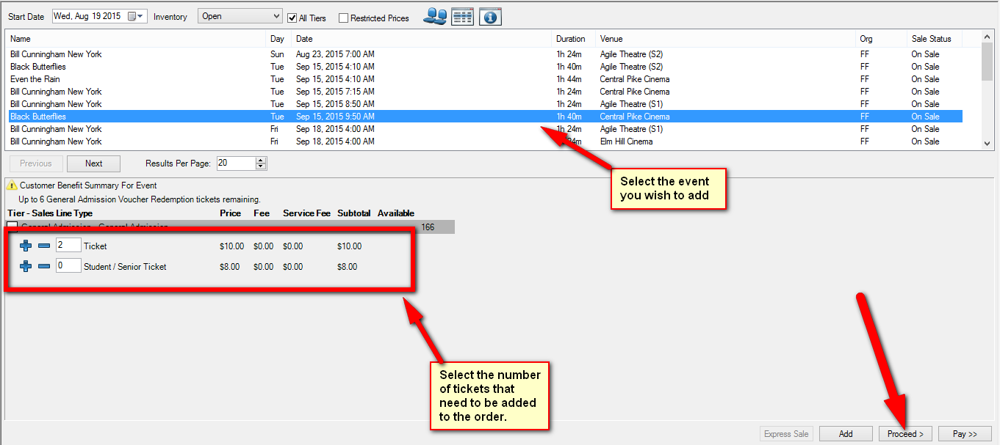 Start Date Wed, Aug 19 2015 Inventory Open All Tiers Restricted Prices
Name Day Date Duration Venue Org Sale Status
Bill Cunningham New York Sun Aug 23, 2015 7:00 AM 1h 24m Agile Theatre (S2) FF On Sale
Black Butterflies Tue Sep 15, 2015 4:10 AM 1h 40m Agile Theatre (S2) FF On Sale
Even the Rain Tue Sep 15, 2015 4:10 AM 1h 44m Central Pike Cinema FF On Sale
Bill Cunningham New York Tue Sep 15, 2015 7:15 AM 1h 24m Central Pike Cinema FF On Sale
Bill Cunningham New York Tue Sep 15, 2015 8:50 AM 1h 24m Agile Theatre (S1) FF On Sale
Black Butterflies Tue Sep 15, 2015 9:50 AM 1h 40m Central Pike Cinema FF On Sale
Bill Cunningham New York Fri Sep 18, 2015 4:00 AM 1h 24m Agile Theatre (S1) FF On Sale
Bill Cunningham New York Fri Sep 18, 2015 4:00 AM Elm Hill Cinema FF On Sale
Previous Next Results Per Page: 20
Select the event
you wish to add
Customer Benefit Summary For Event
Up to 6 General Admission Voucher Redemption tickets remaining.
Tier - Sales Line Type Price Fee Service Fee Subtotal Available
General Admission - General Admission 166
2 Ticket $10.00 $0.00 $0.00 $10.00
0 Student / Senior Ticket $8.00 $0.00 $0.00 $8.00
Select the number
of tickets that
need to be added
to the order.
Express Sale Add Proceed > Pay >>